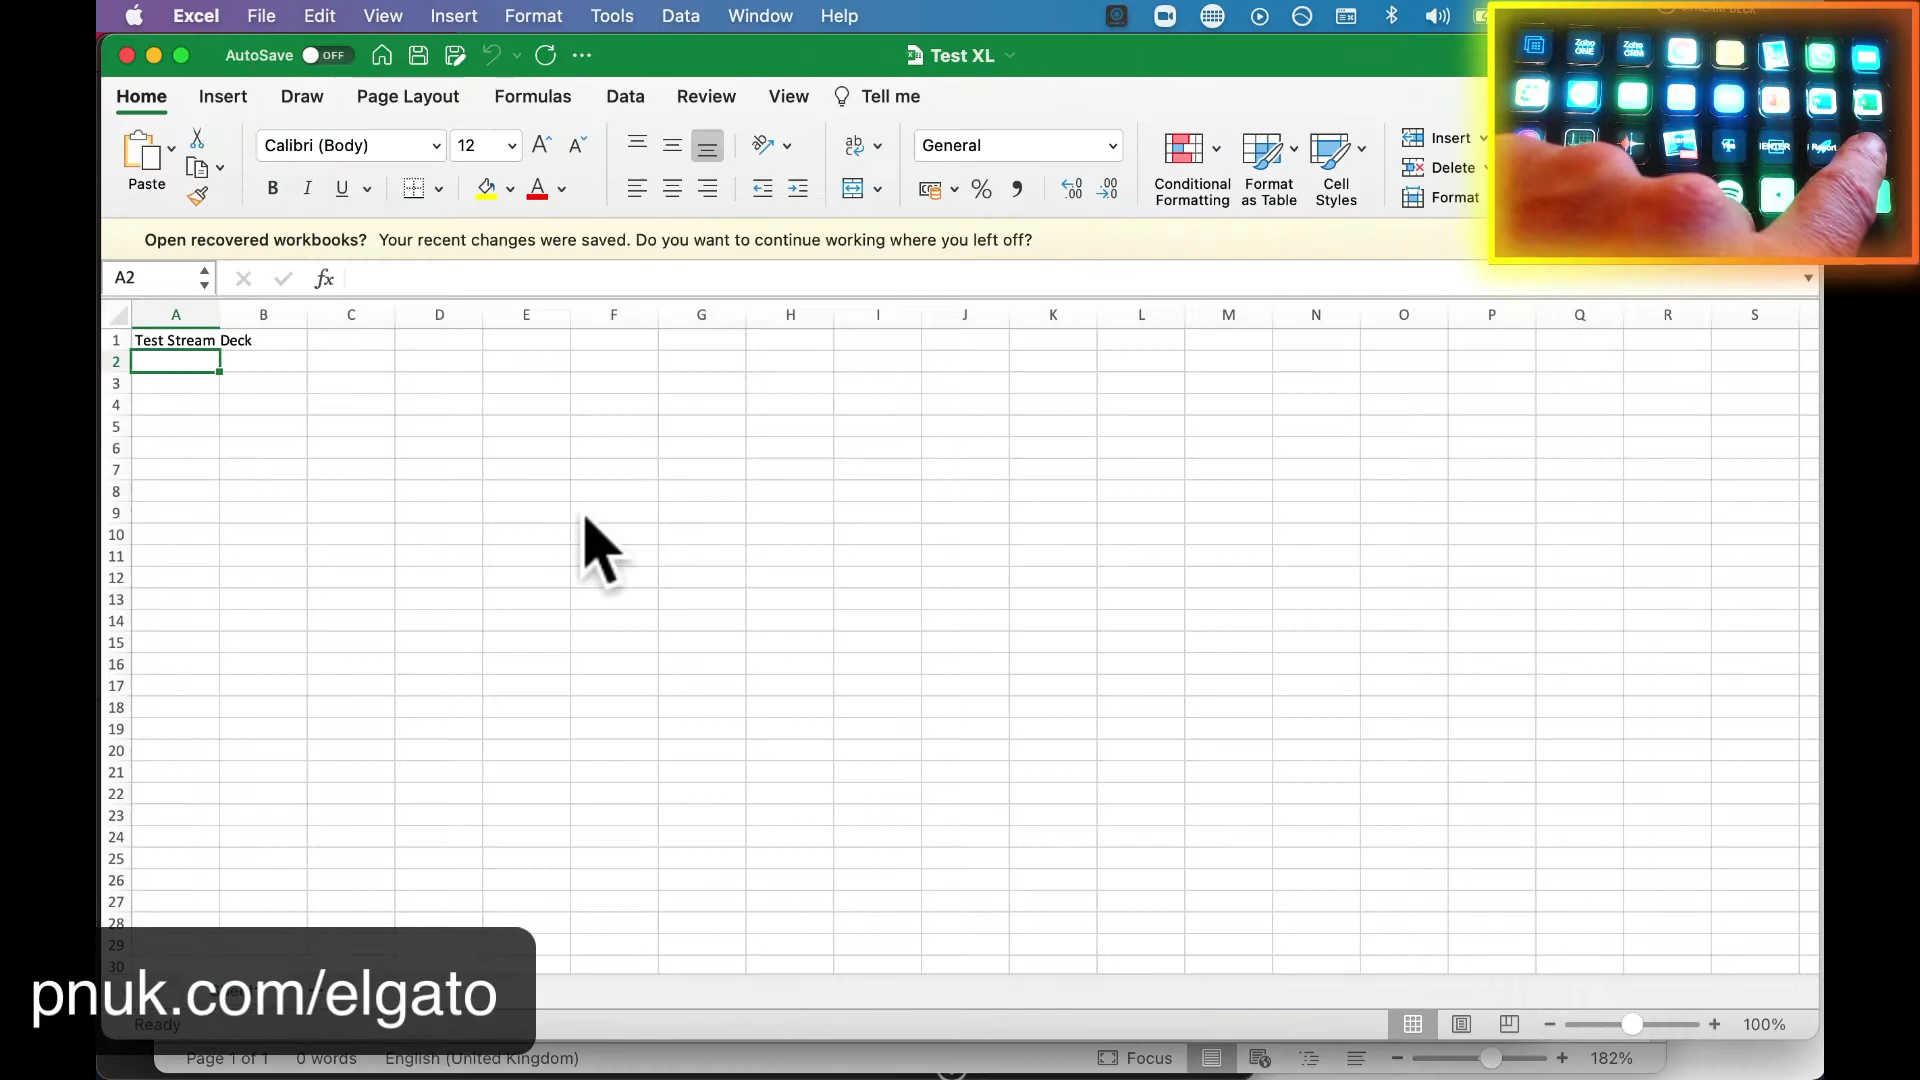 Excel File Edit View Insert Format Tools Data Window Help
AutoSave OFF Test XL
Home Insert Draw Page Layout Formulas Data Review View Tell me
Paste Calibri (Body) 12 General Conditional Formatting Format as Table Cell Styles Insert Delete Format
B I U
Open recovered workbooks? Your recent changes were saved. Do you want to continue working where you left off?
A2 fx
A B C D E F G H I J K L M N O P Q R S
1 Test Stream Deck
2
3
4
5
6
7
8
9
10
11
12
13
14
15
16
17
18
19
20
21
22
23
24
25
26
27
28
29
30
pnuk.com/elgato
Ready 100%
Page 1 of 1 0 words English (United Kingdom) Focus 182%